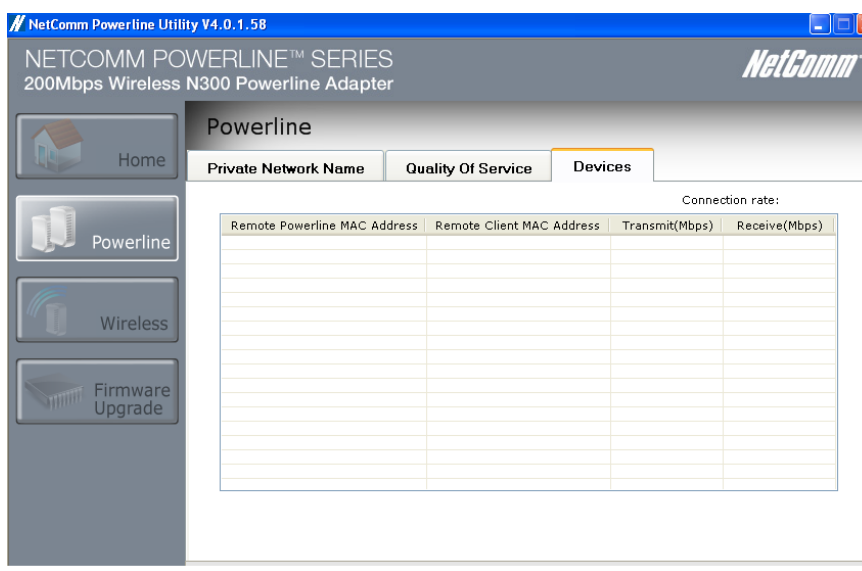 NetComm Powerline Utility V4.0.1.58
NETCOMM POWERLINE™ SERIES
200Mbps Wireless N300 Powerline Adapter
NetComm
Home
Powerline
Wireless
Firmware
Upgrade
Powerline
Private Network Name Quality Of Service Devices
Connection rate:
Remote Powerline MAC Address Remote Client MAC Address Transmit(Mbps) Receive(Mbps)